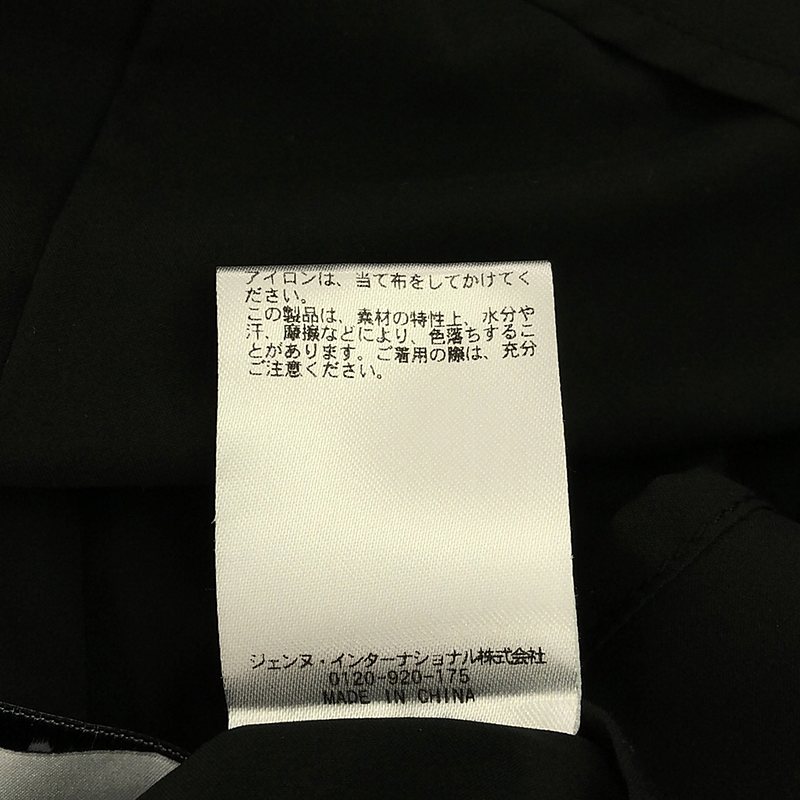 アイロンは、当て布をしてかけてく
ださい。
この製品は、素材の特性上、水分や
汗、摩擦などにより、色落ちするこ
とがあります。ご着用の際は、充分
ご注意ください。
ジェンヌ・インターナショナル株式会社
0120-920-175
MADE IN CHINA